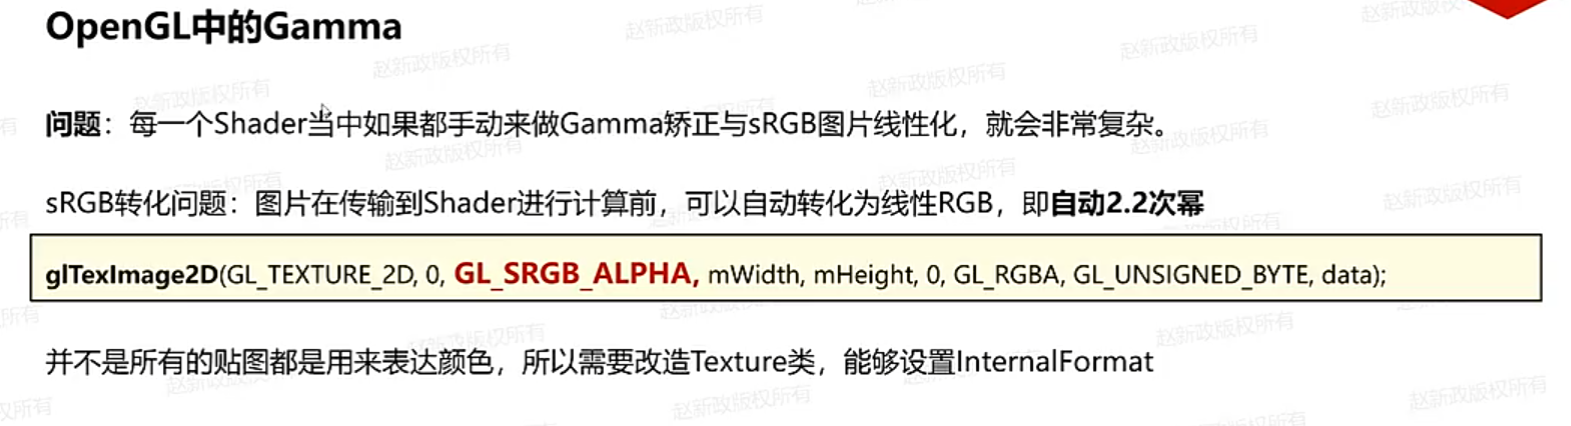 OpenGL中的Gamma
问题：每一个Shader当中如果都手动来做Gamma矫正与sRGB图片线性化，就会非常复杂。
sRGB转化问题：图片在传输到Shader进行计算前，可以自动转化为线性RGB，即自动2.2次幂
glTexImage2D(GL_TEXTURE_2D, 0, GL_SRGB_ALPHA, mWidth, mHeight, 0, GL_RGBA, GL_UNSIGNED_BYTE, data);
并不是所有的贴图都是用来表达颜色，所以需要改造Texture类，能够设置InternalFormat
赵新政版权所有